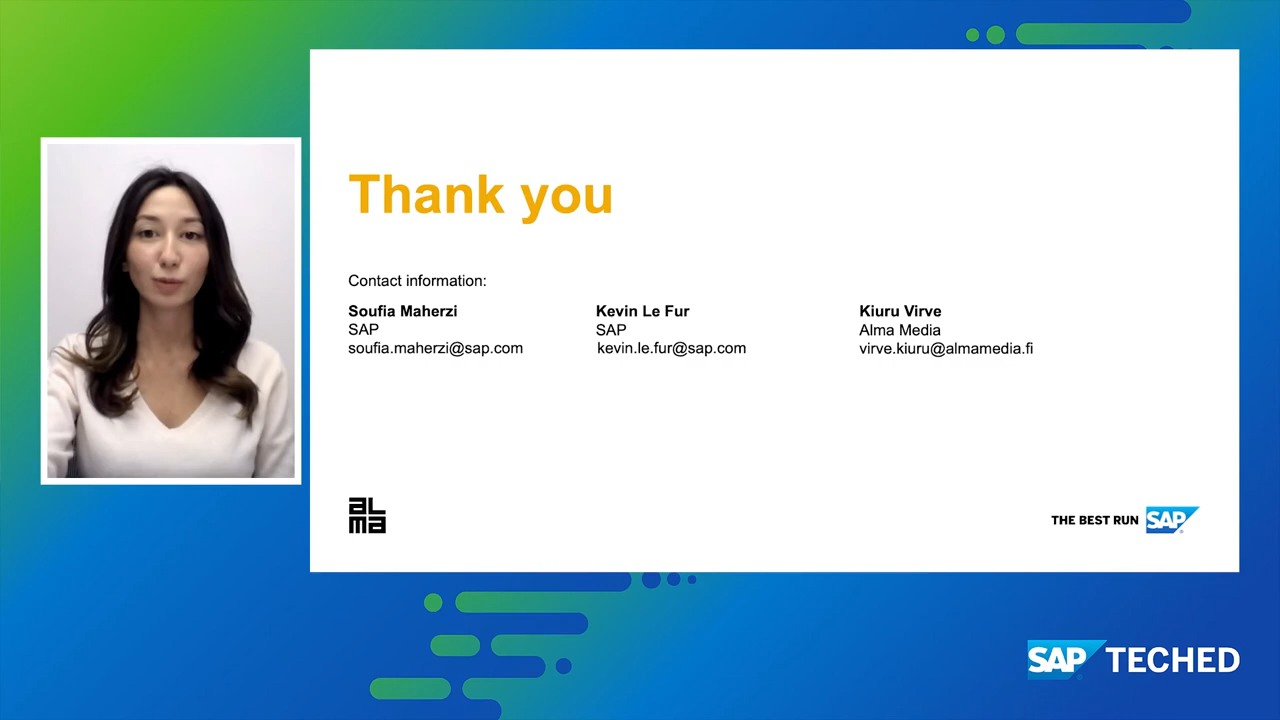 Thank you
Contact information:
Soufia Maherzi
SAP
soufia.maherzi@sap.com
Kevin Le Fur
SAP
kevin.le.fur@sap.com
Kiuru Virve
Alma Media
virve.kiuru@almamedia.fi
aLma
THE BEST RUN SAP
SAP TECHED